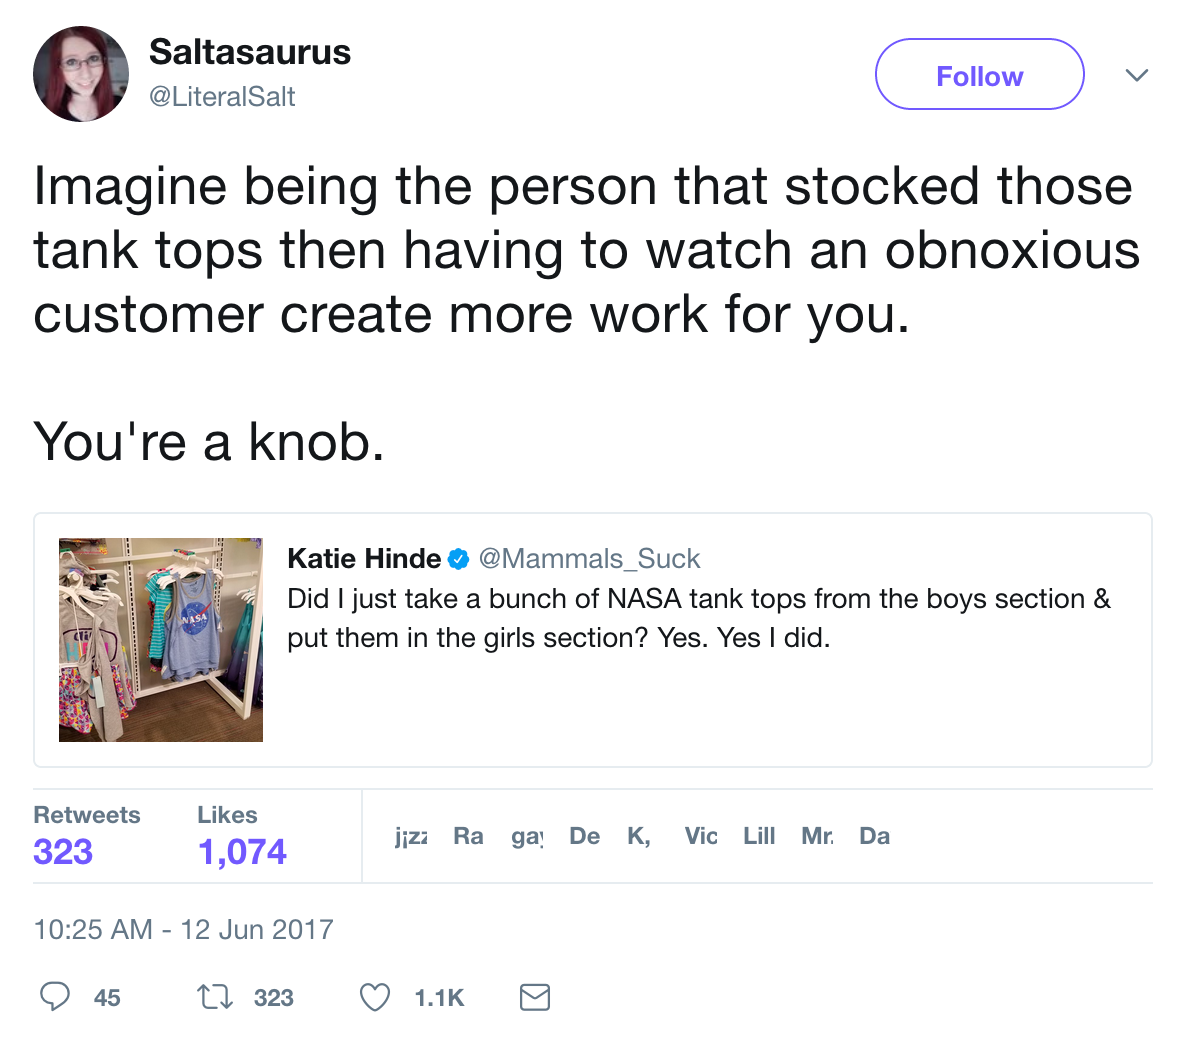 Saltasaurus
@LiteralSalt
Follow
Imagine being the person that stocked those
tank tops then having to watch an obnoxious
customer create more work for you.
You're a knob.
Katie Hinde @Mammals_Suck
Did I just take a bunch of NASA tank tops from the boys section &
put them in the girls section? Yes. Yes I did.
NASA
Retweets Likes
323 1,074
j¡zz Ra gay De K, Vic Lill Mr. Da
10:25 AM - 12 Jun 2017
45 323 1.1K